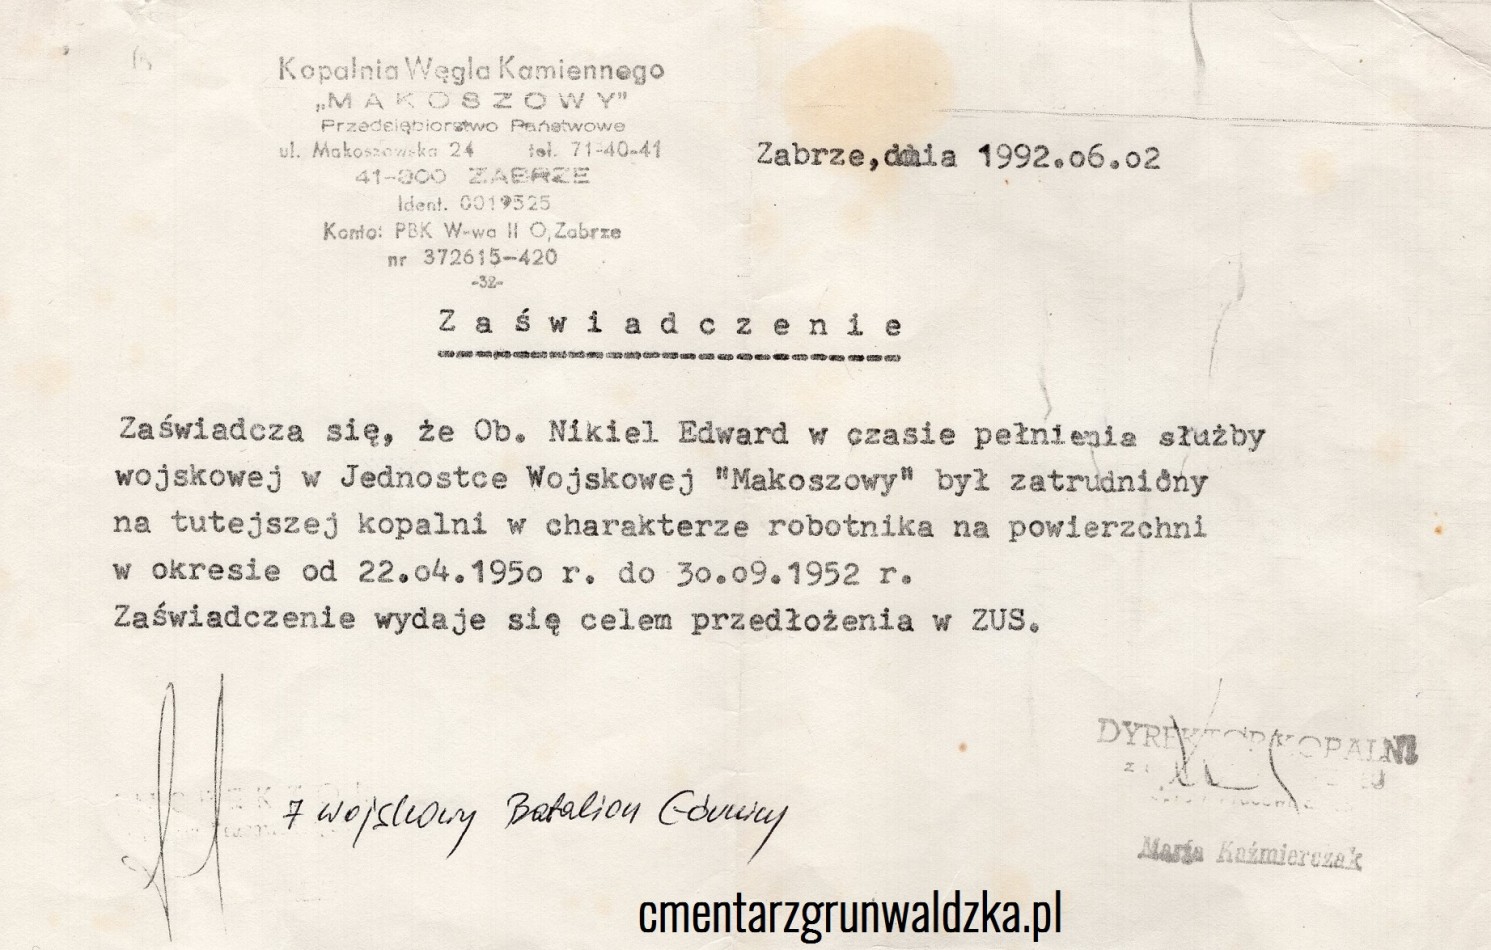 Kopalnia Węgla Kamiennego
„MAKOSZOWY"
Przedsiębiorstwo Państwowe
ul. Makoszowska 24 tel. 71-40-41
41-800 ZABRZE
Ident. 0019525
Konto: PBK W-wa II O,Zabrze
nr 372615-420
-32-
Zabrze, dnia 1992.06.02
Zaświadczenie
Zaświadcza się, że Ob. Nikiel Edward w czasie pełnienia służby
wojskowej w Jednostce Wojskowej "Makoszowy" był zatrudniony
na tutejszej kopalni w charakterze robotnika na powierzchni
w okresie od 22.04.1950 r. do 30.09.1952 r.
Zaświadczenie wydaje się celem przedłożenia w ZUS.
DYREKTOR KOPALNI
7 Wojskowy Batalion Górniczy
Maria Kaźmierczak
cmentarzgrunwaldzka.pl